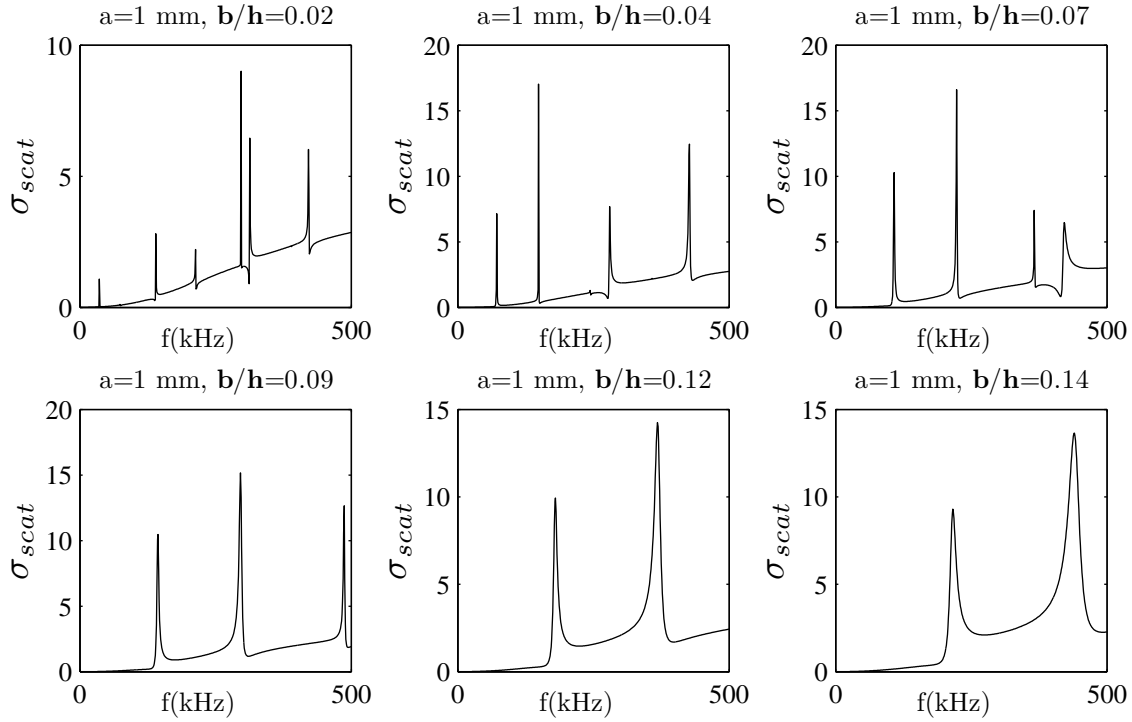 a=1 mm, b/h=0.02
10
5
0
σscat
0
500
f(kHz)
a=1 mm, b/h=0.04
20
15
10
5
0
σscat
0
500
f(kHz)
a=1 mm, b/h=0.07
20
15
10
5
0
σscat
0
500
f(kHz)
a=1 mm, b/h=0.09
20
15
10
5
0
σscat
0
500
f(kHz)
a=1 mm, b/h=0.12
15
10
5
0
σscat
0
500
f(kHz)
a=1 mm, b/h=0.14
15
10
5
0
σscat
0
500
f(kHz)